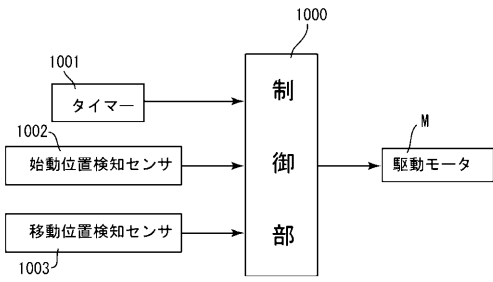 1000
1001
タイマー
1002
始動位置検知センサ
移動位置検知センサ
1003
制御部
M
駆動モータ